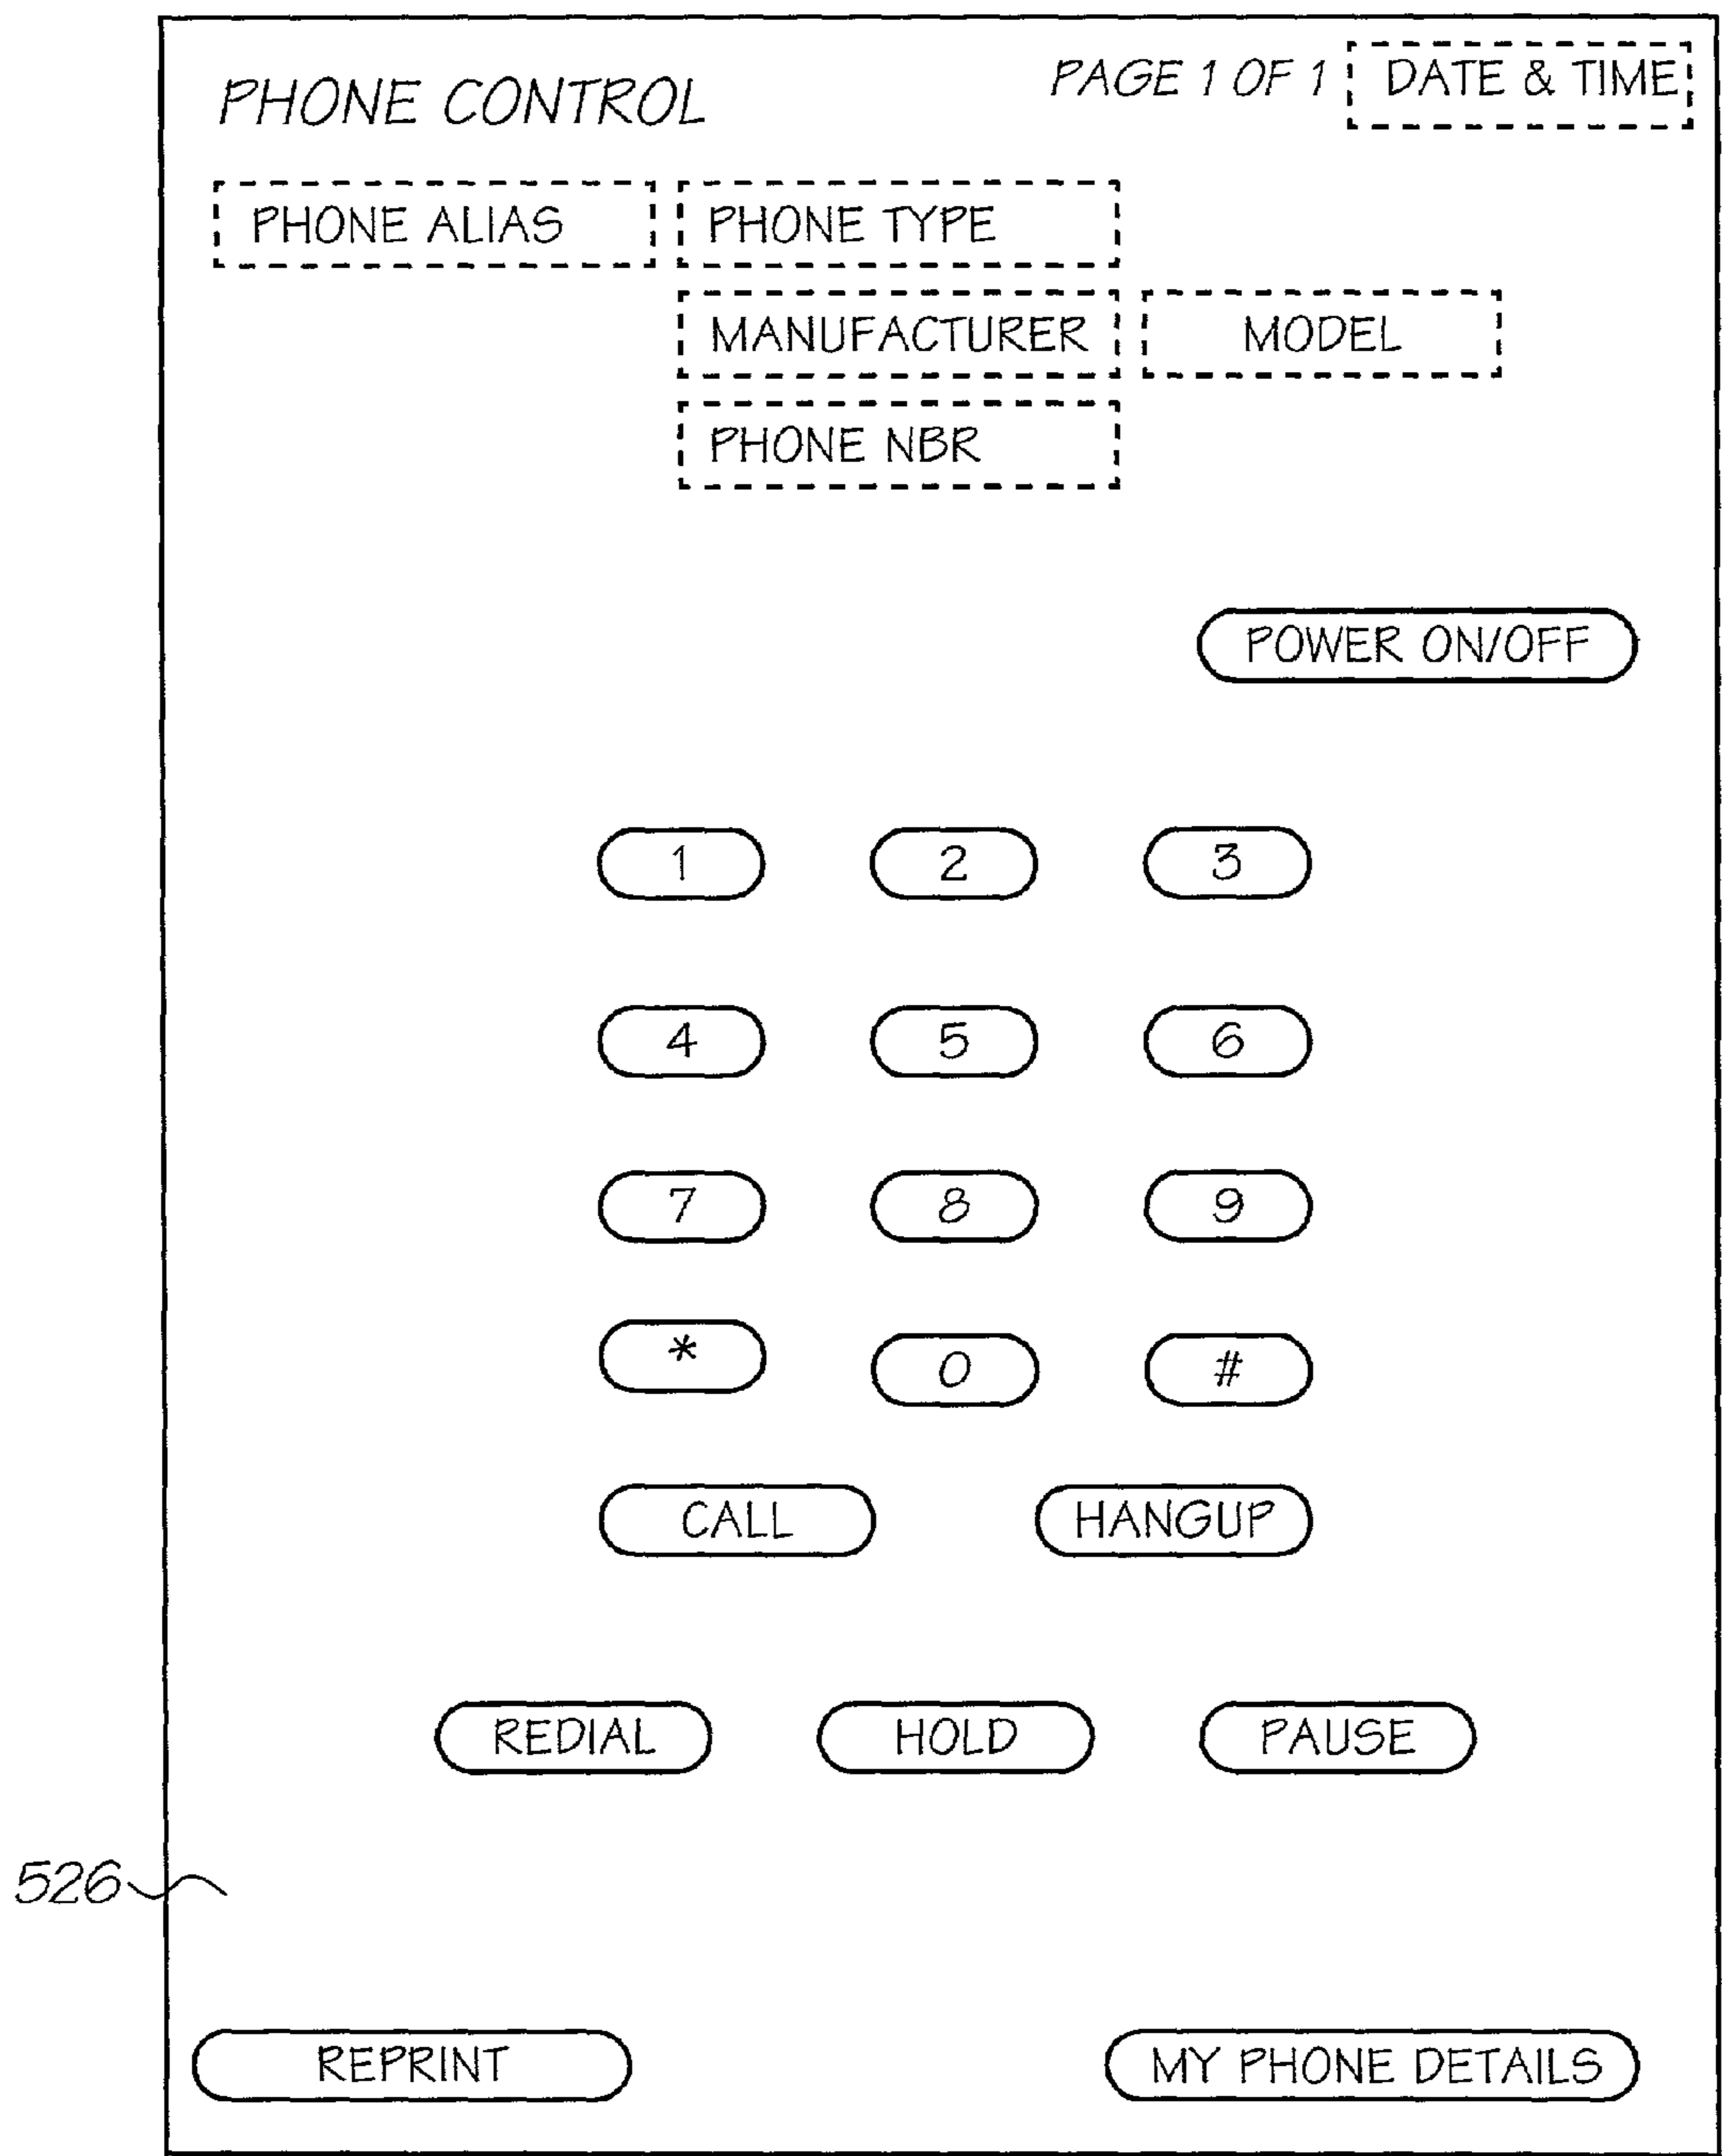 PHONE CONTROL PAGE 1 OF 1 DATE & TIME
PHONE ALIAS PHONE TYPE
MANUFACTURER MODEL
PHONE NBR
POWER ON/OFF
1 2 3
4 5 6
7 8 9
* 0 #
CALL HANGUP
REDIAL HOLD PAUSE
526
REPRINT MY PHONE DETAILS